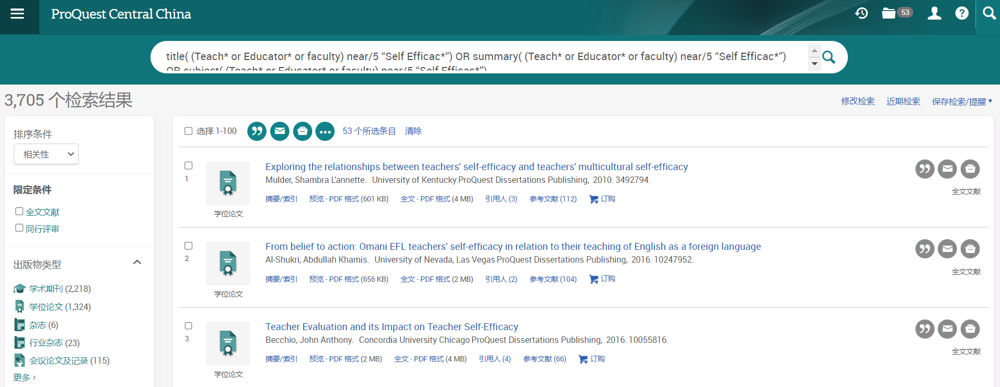 ProQuest Central China
53
title( (Teach* or Educator* or faculty) near/5 “Self Efficac*”) OR summary( (Teach* or Educator* or faculty) near/5 “Self Efficac*”)
OR subject( (Teach* or Educator* or faculty) near/5 “Self Efficac*”)
3,705 个检索结果
修改检索 近期检索 保存检索/提醒
排序条件
相关性
限定条件
全文文献
同行评审
出版物类型
学术期刊 (2,218)
学位论文 (1,324)
杂志 (6)
行业杂志 (23)
会议论文及记录 (115)
更多 ›
选择 1-100 53 个所选条目 清除
1
学位论文
Exploring the relationships between teachers' self-efficacy and teachers' multicultural self-efficacy
Mulder, Shambra L'annette. University of Kentucky ProQuest Dissertations Publishing, 2010. 3492794.
摘要/索引 预览 - PDF 格式 (601 KB) 全文 - PDF 格式 (4 MB) 引用人 (3) 参考文献 (112) 订购
全文文献
2
学位论文
From belief to action: Omani EFL teachers’ self-efficacy in relation to their teaching of English as a foreign language
Al-Shukri, Abdullah Khamis. University of Nevada, Las Vegas ProQuest Dissertations Publishing, 2016. 10247952.
摘要/索引 预览 - PDF 格式 (656 KB) 全文 - PDF 格式 (2 MB) 引用人 (2) 参考文献 (104) 订购
全文文献
3
学位论文
Teacher Evaluation and its Impact on Teacher Self-Efficacy
Becchio, John Anthony. Concordia University Chicago ProQuest Dissertations Publishing, 2016. 10055816.
摘要/索引 预览 - PDF 格式 (2 MB) 全文 - PDF 格式 (4 MB) 引用人 (4) 参考文献 (66) 订购
全文文献